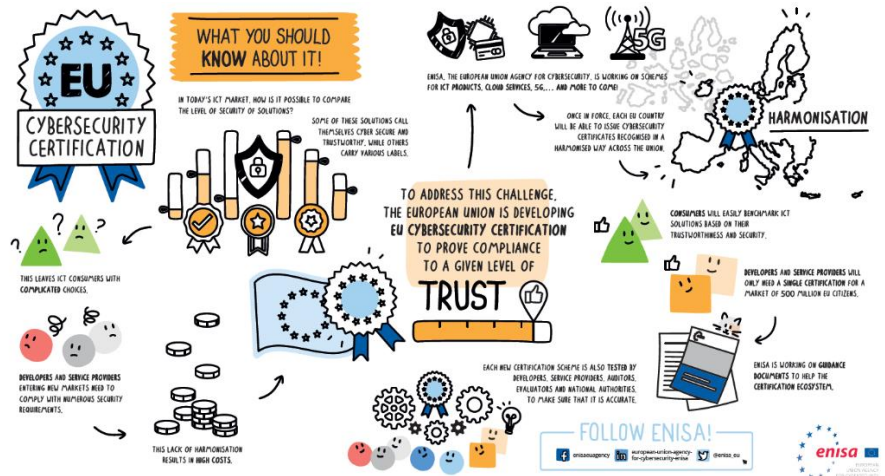 EU
CYBERSECURITY
CERTIFICATION
WHAT YOU SHOULD
KNOW ABOUT IT!
IN TODAY'S ICT MARKET, HOW IS IT POSSIBLE TO COMPARE
THE LEVEL OF SECURITY OF SOLUTIONS?
SOME OF THESE SOLUTIONS CALL
THEMSELVES CYBER SECURE AND
TRUSTWORTHY, WHILE OTHERS
CARRY VARIOUS LABELS.
? ? ?
THIS LEAVES ICT CONSUMERS WITH
COMPLICATED CHOICES.
DEVELOPERS AND SERVICE PROVIDERS
ENTERING NEW MARKETS NEED TO
COMPLY WITH NUMEROUS SECURITY
REQUIREMENTS.
THIS LACK OF HARMONISATION
RESULTS IN HIGH COSTS.
TO ADDRESS THIS CHALLENGE,
THE EUROPEAN UNION IS DEVELOPING
EU CYBERSECURITY CERTIFICATION
TO PROVE COMPLIANCE
TO A GIVEN LEVEL OF
TRUST
EACH NEW CERTIFICATION SCHEME IS ALSO TESTED BY
DEVELOPERS, SERVICE PROVIDERS, AUDITORS,
EVALUATORS AND NATIONAL AUTHORITIES,
TO MAKE SURE THAT IT IS ACCURATE.
5G
ENISA, THE EUROPEAN UNION AGENCY FOR CYBERSECURITY, IS WORKING ON SCHEMES
FOR ICT PRODUCTS, CLOUD SERVICES, 5G,... AND MORE TO COME!
ONCE IN FORCE, EACH EU COUNTRY
WILL BE ABLE TO ISSUE CYBERSECURITY
CERTIFICATES RECOGNISED IN A
HARMONISED WAY ACROSS THE UNION.
HARMONISATION
CONSUMERS WILL EASILY BENCHMARK ICT
SOLUTIONS BASED ON THEIR
TRUSTWORTHINESS AND SECURITY.
DEVELOPERS AND SERVICE PROVIDERS WILL
ONLY NEED A SINGLE CERTIFICATION FOR A
MARKET OF 500 MILLION EU CITIZENS.
ENISA IS WORKING ON GUIDANCE
DOCUMENTS TO HELP THE
CERTIFICATION ECOSYSTEM.
FOLLOW ENISA!
enisaeuagency
european-union-agency-
for-cybersecurity-enisa
@enisa_eu
enisa